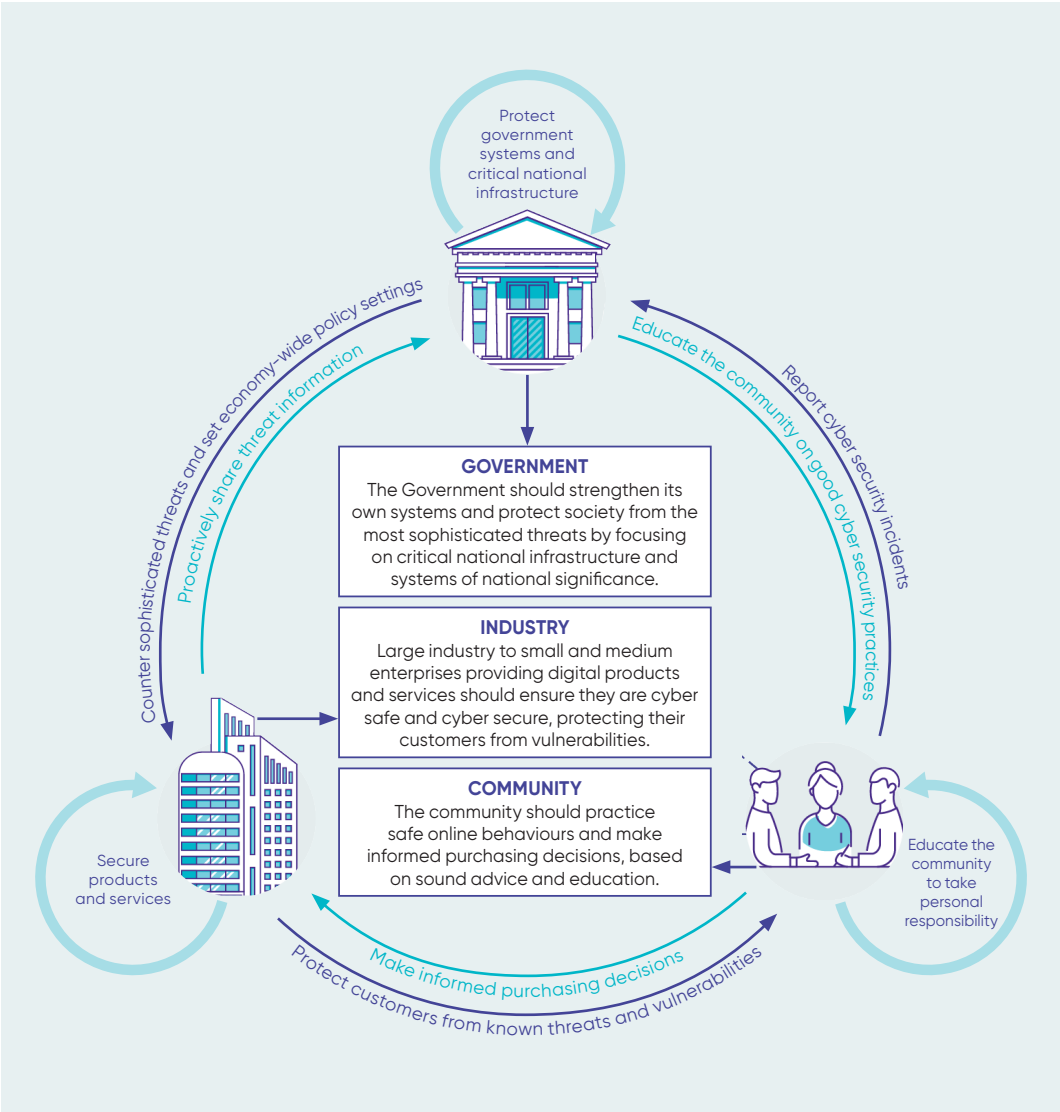 Protect
government
systems and
critical national
infrastructure
Counter sophisticated threats and set economy-wide policy settings
Proactively share threat information
Educate the community on good cyber security practices
Report cyber security incidents
GOVERNMENT
The Government should strengthen its
own systems and protect society from the
most sophisticated threats by focusing
on critical national infrastructure and
systems of national significance.
INDUSTRY
Large industry to small and medium
enterprises providing digital products
and services should ensure they are cyber
safe and cyber secure, protecting their
customers from vulnerabilities.
COMMUNITY
The community should practice
safe online behaviours and make
informed purchasing decisions, based
on sound advice and education.
Secure
products
and services
Educate the
community
to take
personal
responsibility
Make informed purchasing decisions
Protect customers from known threats and vulnerabilities